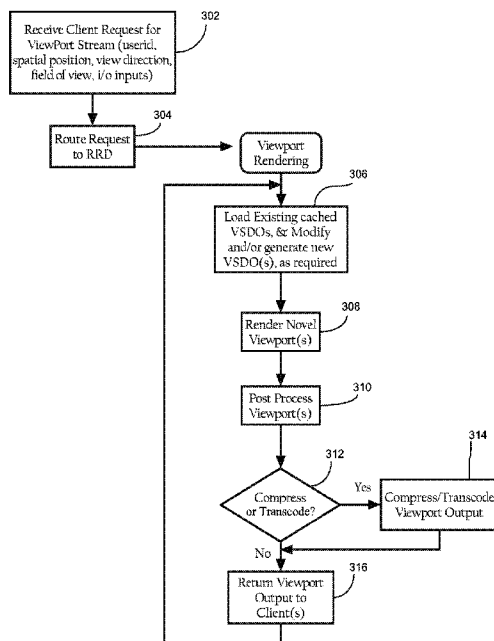 Receive Client Request for
ViewPort Stream (userid,
spatial position, view direction,
field of view, i/o inputs)
302
Route Request
to RRD
304
Viewport
Rendering
306
Load Existing cached
VSDOs, & Modify
and/or generate new
VSDO(s), as required
308
Render Novel
Viewport(s)
310
Post Process
Viewport(s)
312
Compress
or Transcode?
Yes
314
Compress/Transcode
Viewport Output
No
316
Return Viewport
Output to
Client(s)